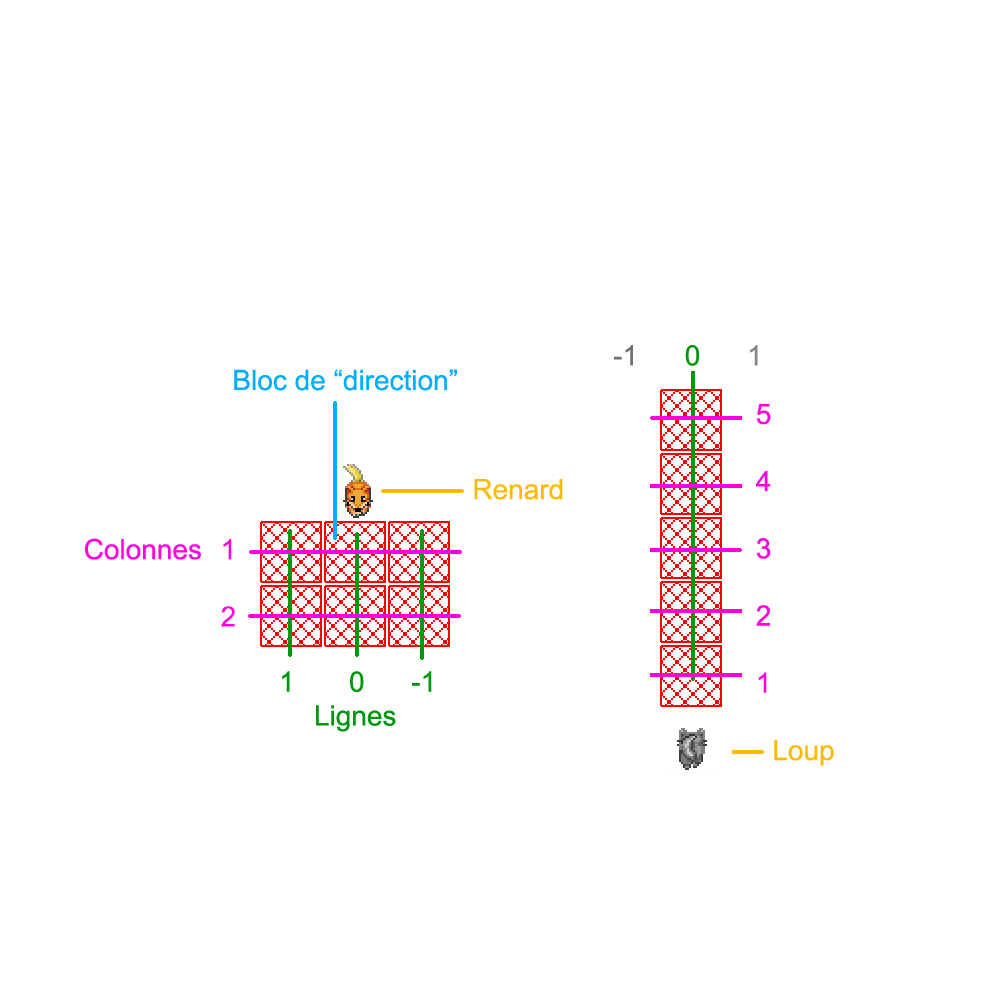 -1 0 1
Bloc de “direction”
5
4
Renard
Colonnes 1
3
2
2
1 0 -1
1
Lignes
Loup